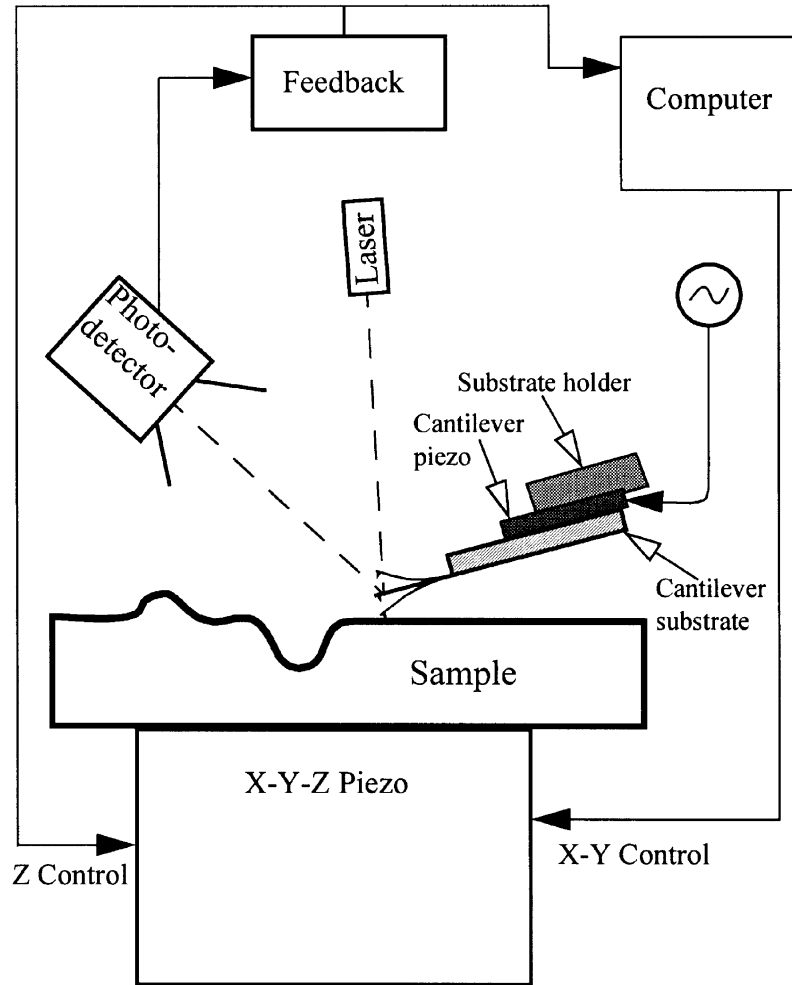 Feedback
Computer
Laser
Photo-
detector
Substrate holder
Cantilever
piezo
Cantilever
substrate
Sample
X-Y-Z Piezo
Z Control
X-Y Control